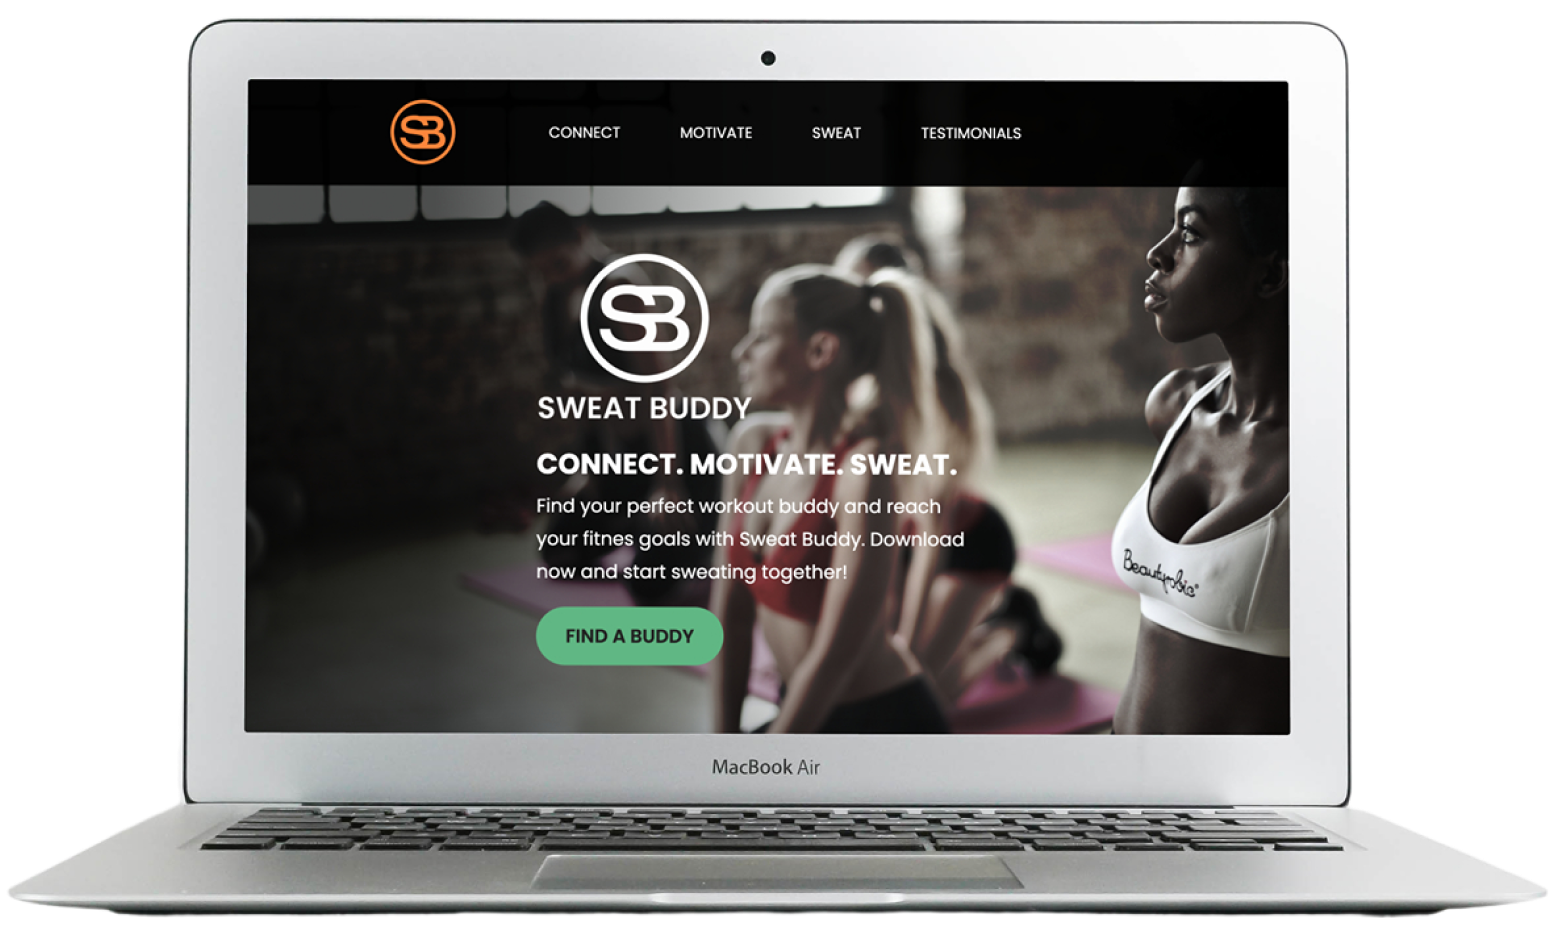 SB
CONNECT MOTIVATE SWEAT TESTIMONIALS
SB
SWEAT BUDDY
CONNECT. MOTIVATE. SWEAT.
Find your perfect workout buddy and reach
your fitnes goals with Sweat Buddy. Download
now and start sweating together!
FIND A BUDDY
Beautyrobic®
MacBook Air